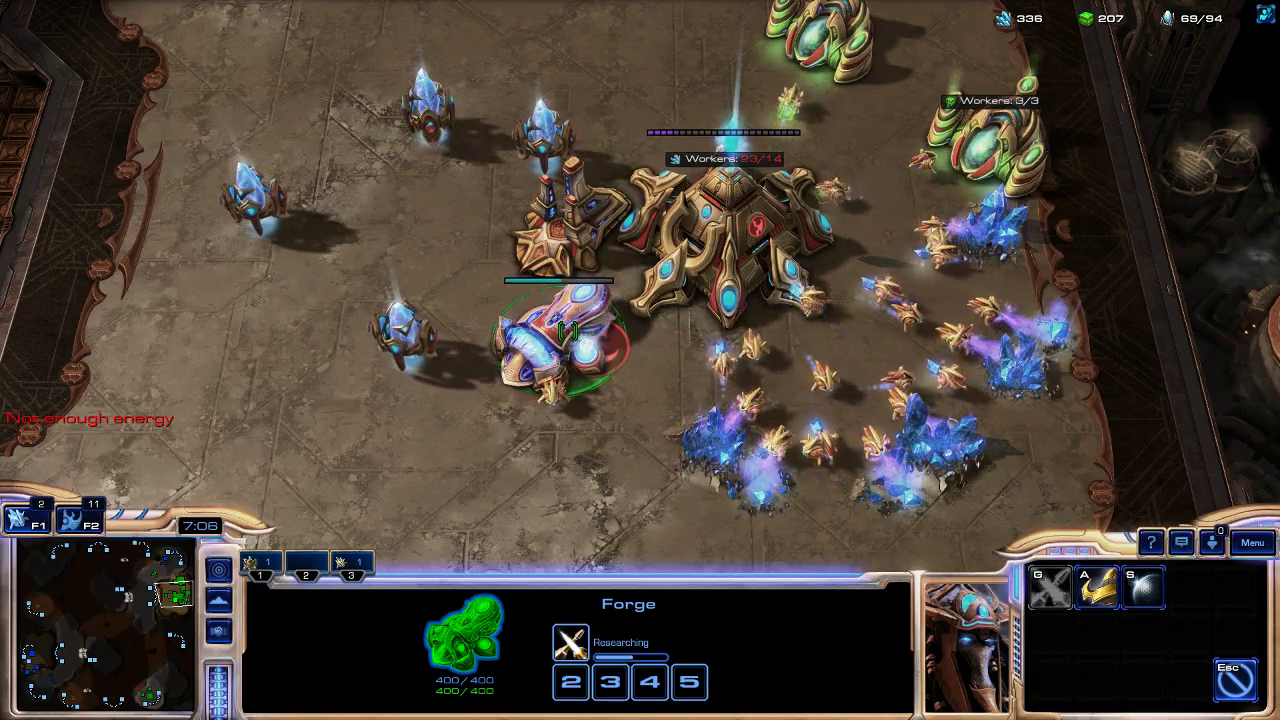 336 207 69/94
Workers: 3/3
Workers: 23/14
Not enough energy
2 11
F1 F2
7:06
0
? Menu
1 1
1 2 3
Forge
G A S
Researching
2 3 4 5
400/400
400/400
Esc